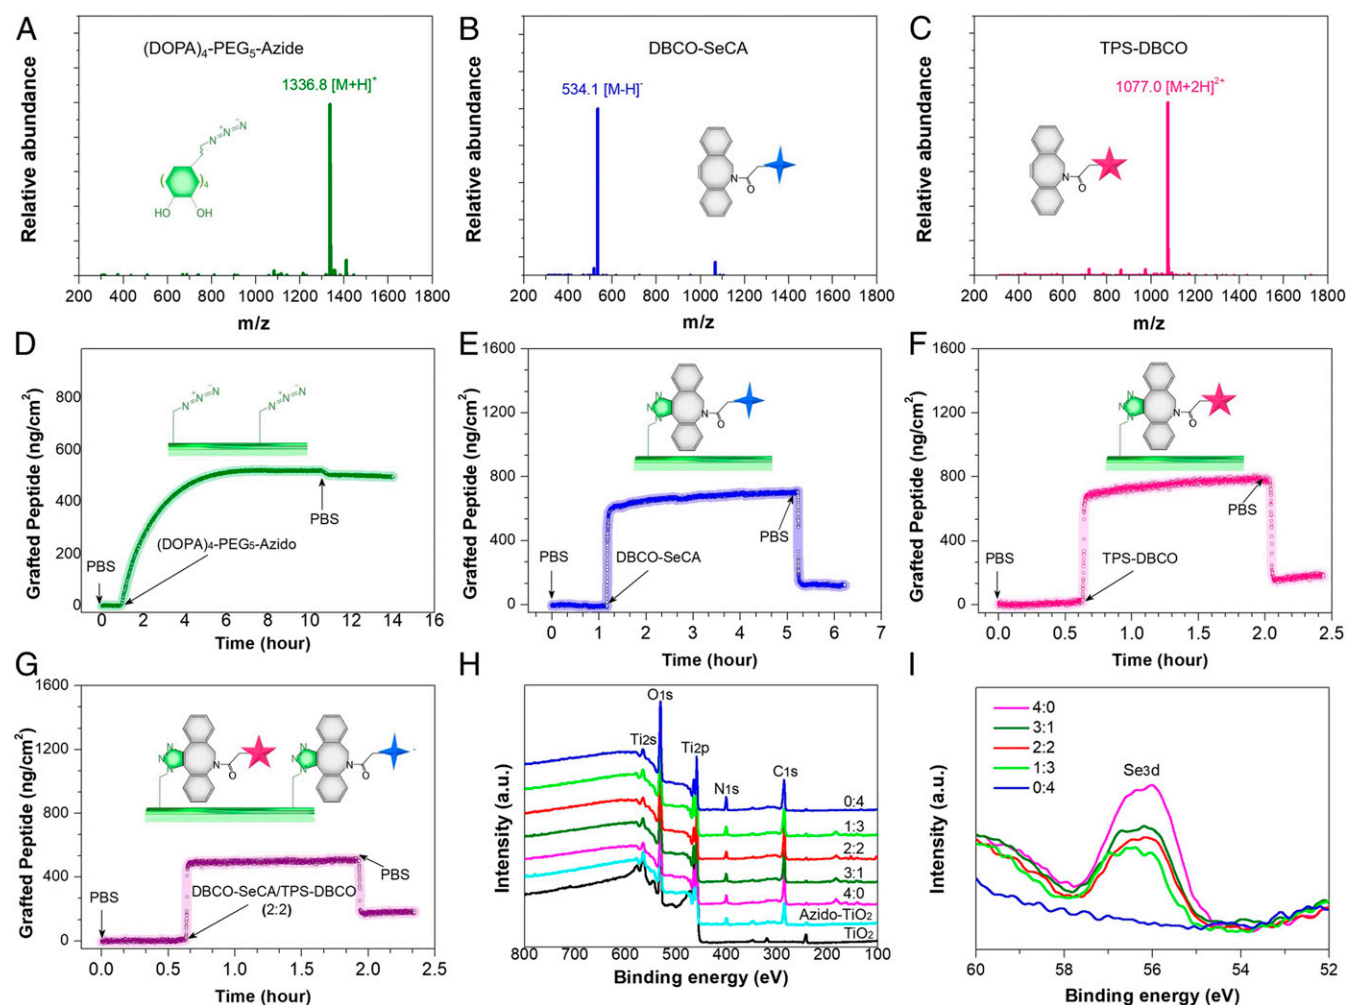 A
(DOPA)₄-PEG₅-Azide
1336.8 [M+H]⁺
N⁺ N N⁻
4
HO OH
Relative abundance
200 400 600 800 1000 1200 1400 1600 1800
m/z
B
DBCO-SeCA
534.1 [M-H]⁻
N
O
Relative abundance
200 400 600 800 1000 1200 1400 1600 1800
m/z
C
TPS-DBCO
1077.0 [M+2H]²⁺
N
O
Relative abundance
200 400 600 800 1000 1200 1400 1600 1800
m/z
D
N⁺ N N⁻ N⁺ N N⁻
800
600
400
200
0
Grafted Peptide (ng/cm²)
PBS
(DOPA)₄-PEG₅-Azido
PBS
0 2 4 6 8 10 12 14 16
Time (hour)
E
1600
1200
800
400
0
Grafted Peptide (ng/cm²)
N
N
N
N
O
PBS
DBCO-SeCA
PBS
0 1 2 3 4 5 6 7
Time (hour)
F
1600
1200
800
400
0
Grafted Peptide (ng/cm²)
N
N
N
N
O
PBS
TPS-DBCO
PBS
0.0 0.5 1.0 1.5 2.0 2.5
Time (hour)
G
1600
1200
800
400
0
Grafted Peptide (ng/cm²)
N
N
N
N
O
N
N
N
N
O
PBS
DBCO-SeCA/TPS-DBCO
(2:2)
PBS
0.0 0.5 1.0 1.5 2.0 2.5
Time (hour)
H
O1s
Ti2s
Ti2p
N1s
C1s
0:4
1:3
2:2
3:1
4:0
Azido-TiO₂
TiO₂
Intensity (a.u.)
800 700 600 500 400 300 200 100
Binding energy (eV)
I
4:0
3:1
2:2
1:3
0:4
Se3d
Intensity (a.u.)
60 58 56 54 52
Binding energy (eV)